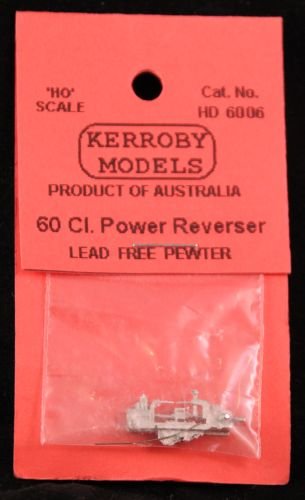 'HO'
SCALE
Cat. No.
HD 6006
KERROBY
MODELS
PRODUCT OF AUSTRALIA
60 Cl. Power Reverser
LEAD FREE PEWTER